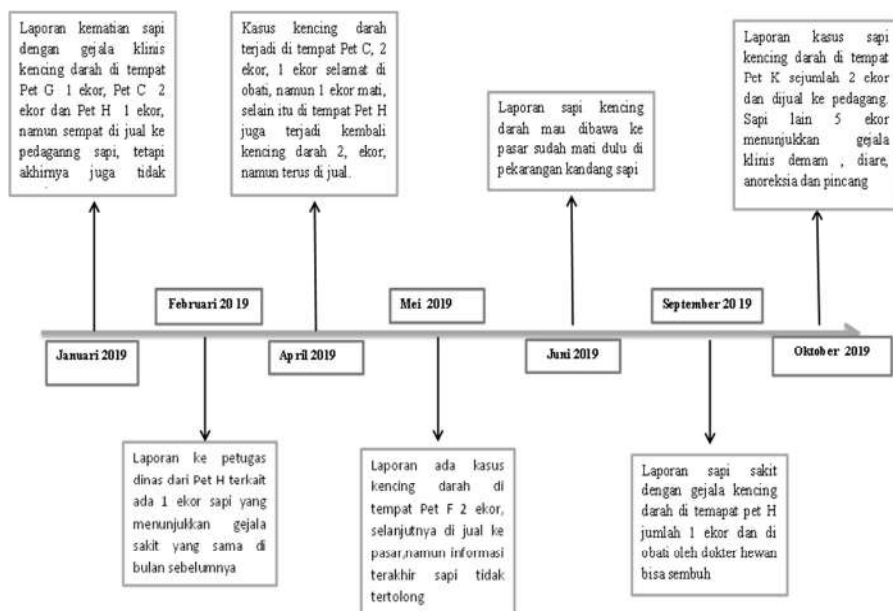 Laporan kematian sapi
dengan gejala klinis
kencing darah di tempat
Pet G 1 ekor, Pet C 2
ekor dan Pet H 1 ekor,
namun sempat di jual ke
pedaganng sapi, tetapi
akhirnya juga tidak
Kasus kencing darah
terjadi di tempat Pet C, 2
ekor, 1 ekor selamat di
obati, namun 1 ekor mati,
selain itu di tempat Pet H
juga terjadi kembali
kencing darah 2, ekor,
namun terus di jual.
Laporan sapi kencing
darah mau dibawa ke
pasar sudah mati dulu di
pekarangan kandang sapi
Laporan kasus sapi
kencing darah di tempat
Pet K sejumlah 2 ekor
dan dijual ke pedagang.
Sapi lain 5 ekor
menunjukkan gejala
klinis demam , diare,
anoreksia dan pincang
Februari 2019
Mei 2019
September 2019
Januari 2019
April 2019
Juni 2019
Oktober 2019
Laporan ke petugas
dinas dari Pet H terkait
ada 1 ekor sapi yang
menunjukkan gejala
sakit yang sama di
bulan sebelumnya
Laporan ada kasus
kencing darah di
tempat Pet F 2 ekor,
selanjutnya di jual ke
pasar,namun informasi
terakhir sapi tidak
tertolong
Laporan sapi sakit
dengan gejala kencing
darah di temapat pet H
jumlah 1 ekor dan di
obati oleh dokter hewan
bisa sembuh